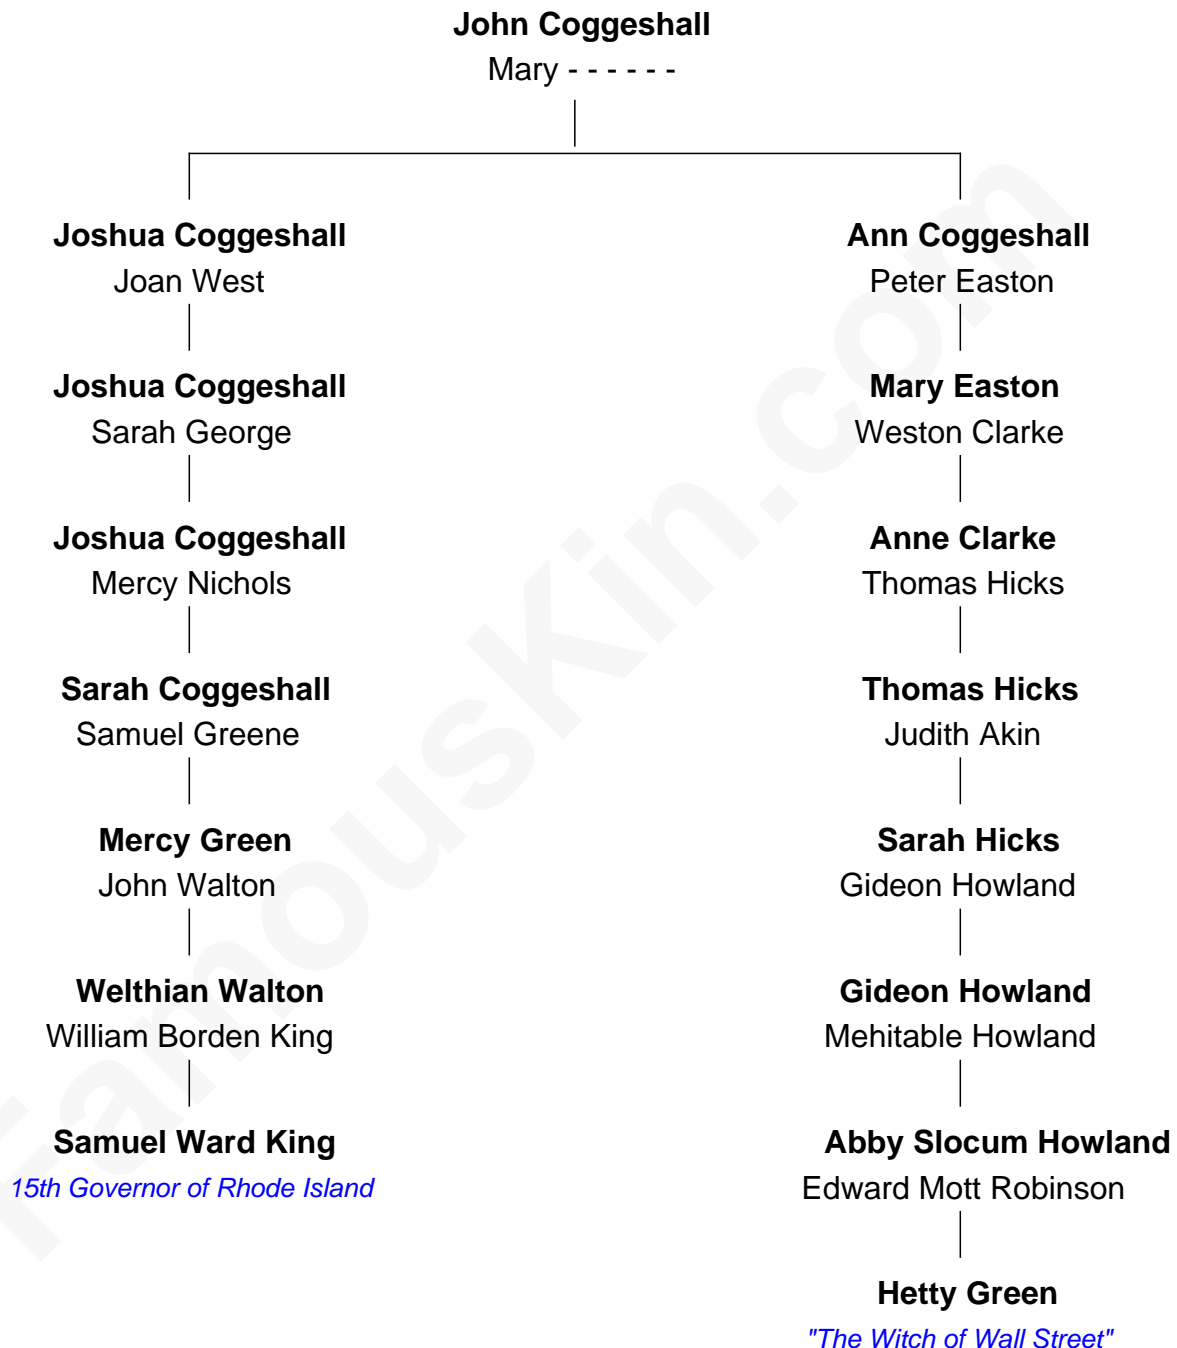 John Coggeshall
Mary - - - - - -
Joshua Coggeshall
Joan West
Joshua Coggeshall
Sarah George
Joshua Coggeshall
Mercy Nichols
Sarah Coggeshall
Samuel Greene
Mercy Green
John Walton
Welthian Walton
William Borden King
Samuel Ward King
15th Governor of Rhode Island
Ann Coggeshall
Peter Easton
Mary Easton
Weston Clarke
Anne Clarke
Thomas Hicks
Thomas Hicks
Judith Akin
Sarah Hicks
Gideon Howland
Gideon Howland
Mehitable Howland
Abby Slocum Howland
Edward Mott Robinson
Hetty Green
"The Witch of Wall Street"
FamousKin.com